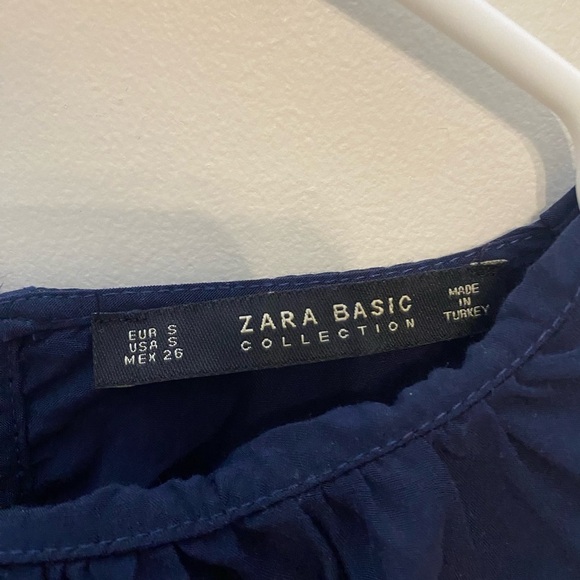 EUR S
USA S
MEX 26
ZARA BASIC
COLLECTION
MADE
IN
TURKEY